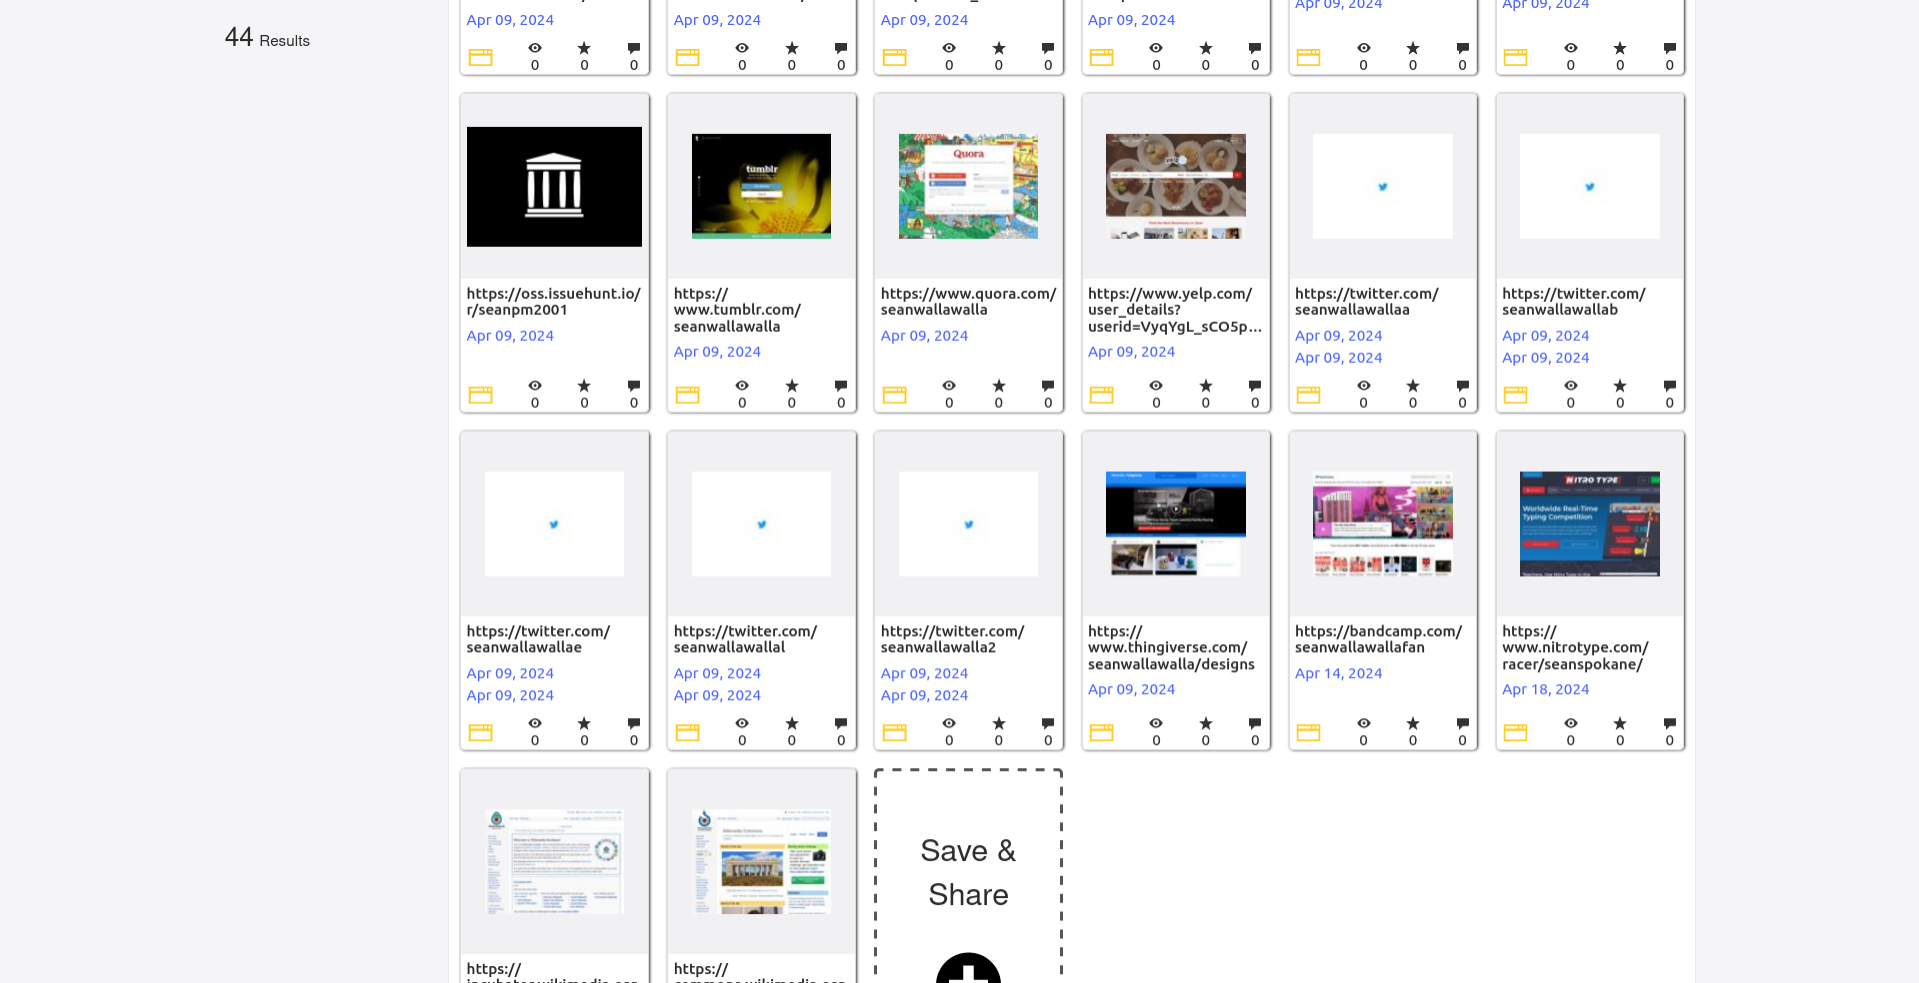 44 Results
Apr 09, 2024
Apr 09, 2024
Apr 09, 2024
Apr 09, 2024
Apr 09, 2024
Apr 09, 2024
0 0 0
0 0 0
0 0 0
0 0 0
0 0 0
0 0 0
https://oss.issuehunt.io/
r/seanpm2001
Apr 09, 2024
0 0 0
tumblr
https://
www.tumblr.com/
seanwallawalla
Apr 09, 2024
0 0 0
Quora
https://www.quora.com/
seanwallawalla
Apr 09, 2024
0 0 0
yelp
https://www.yelp.com/
user_details?
userid=VyqYgL_sCO5p...
Apr 09, 2024
0 0 0
https://twitter.com/
seanwallawallaa
Apr 09, 2024
Apr 09, 2024
0 0 0
https://twitter.com/
seanwallawallab
Apr 09, 2024
Apr 09, 2024
0 0 0
https://twitter.com/
seanwallawallae
Apr 09, 2024
Apr 09, 2024
0 0 0
https://twitter.com/
seanwallawallal
Apr 09, 2024
Apr 09, 2024
0 0 0
https://twitter.com/
seanwallawalla2
Apr 09, 2024
Apr 09, 2024
0 0 0
https://
www.thingiverse.com/
seanwallawalla/designs
Apr 09, 2024
0 0 0
https://bandcamp.com/
seanwallawallafan
Apr 14, 2024
0 0 0
NITRO TYPE
Worldwide Real-Time
Typing Competition
https://
www.nitrotype.com/
racer/seanspokane/
Apr 18, 2024
0 0 0
https://
incubator.wikimedia.org
https://
commons.wikimedia.org
Save &
Share